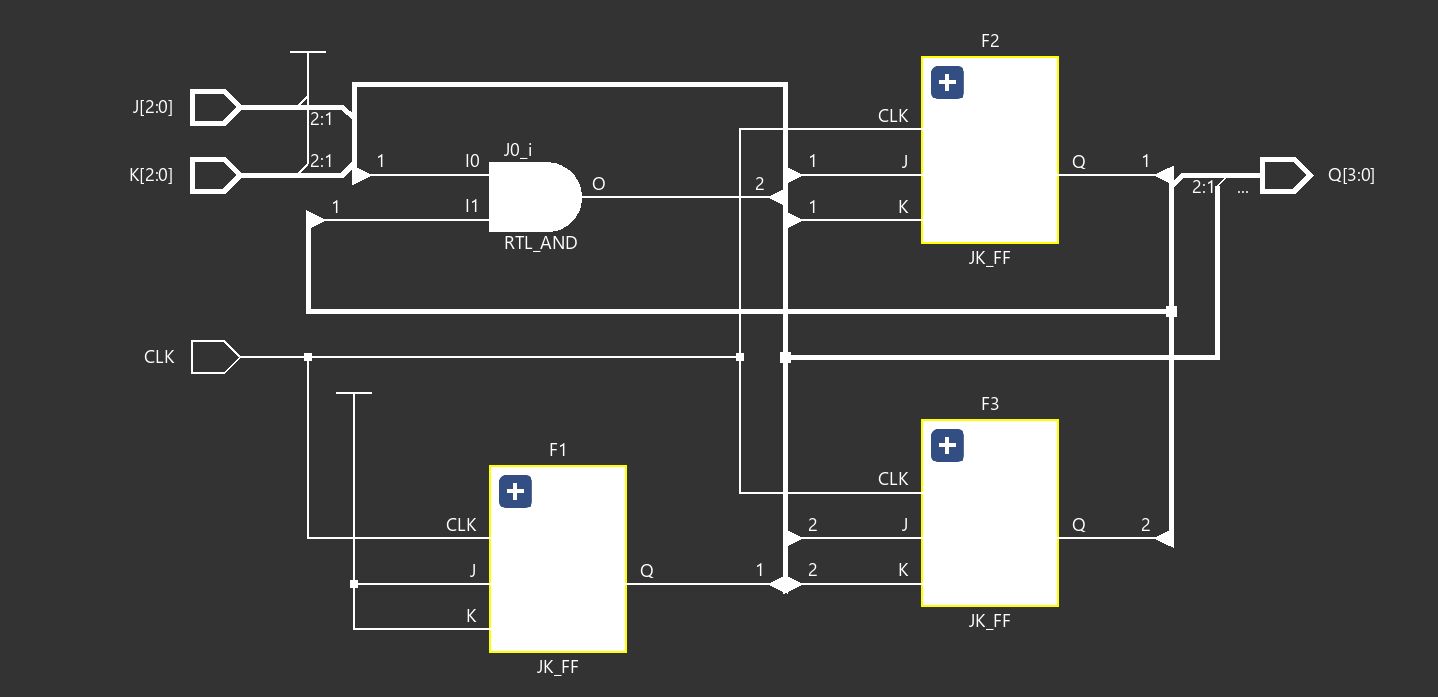 F2
J[2:0]
2:1
CLK
J0_i
2:1
1
I0
1
J
Q
1
K[2:0]
O
2
2:1
...
Q[3:0]
1
I1
1
K
RTL_AND
JK_FF
CLK
F3
F1
CLK
CLK
2
J
Q
2
J
Q
1
2
K
K
JK_FF
JK_FF